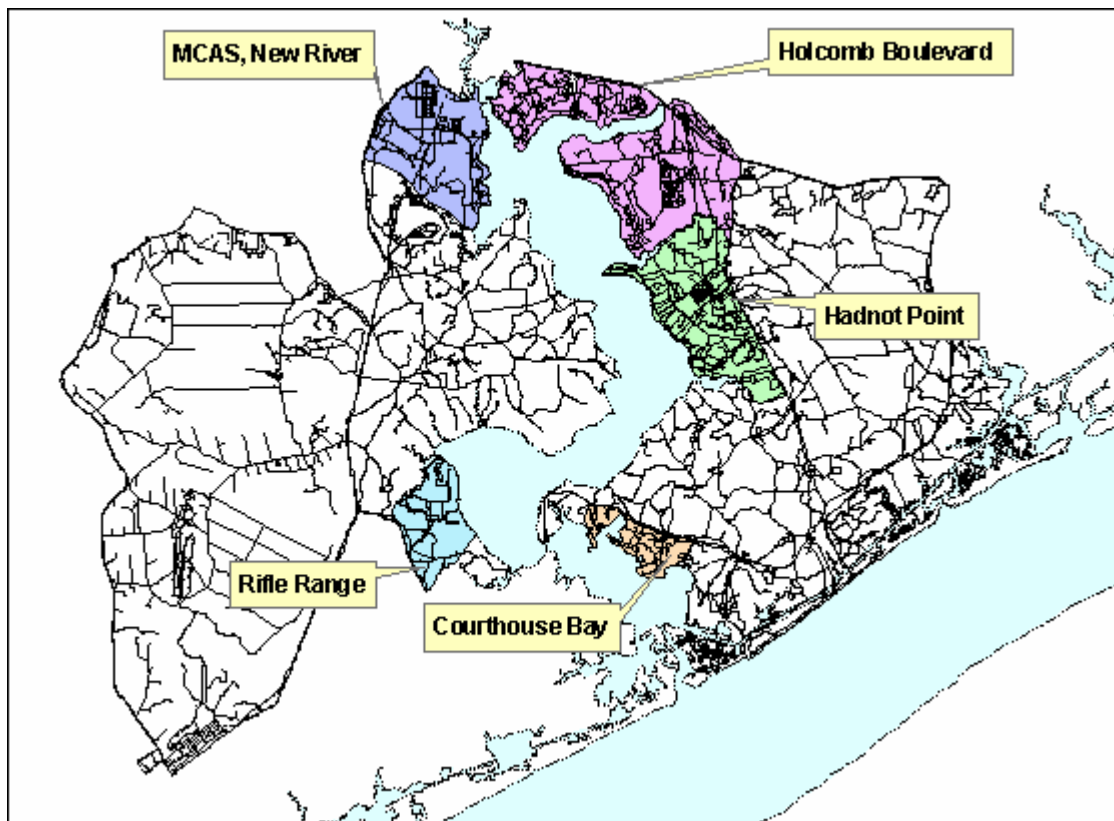 MCAS, New River
Holcomb Boulevard
Hadnot Point
Rifle Range
Courthouse Bay